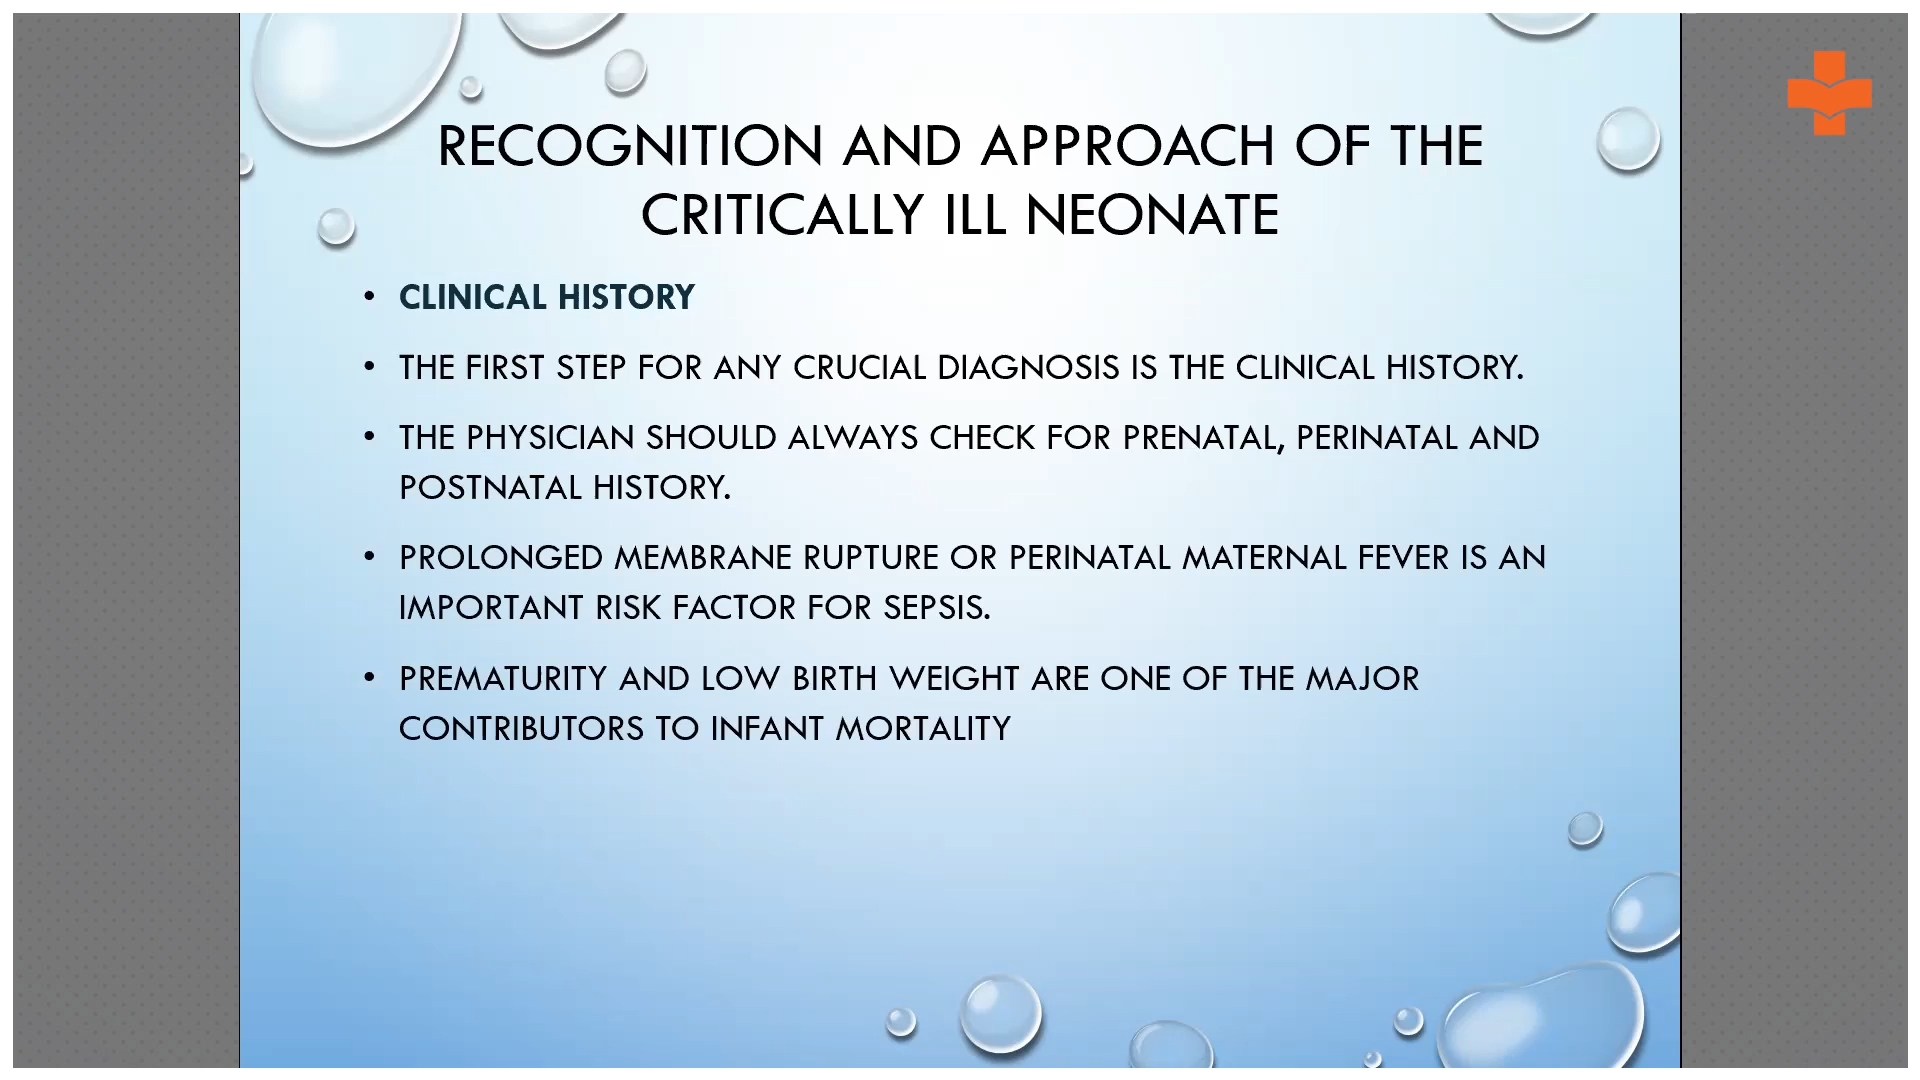 RECOGNITION AND APPROACH OF THE
CRITICALLY ILL NEONATE
• CLINICAL HISTORY
• THE FIRST STEP FOR ANY CRUCIAL DIAGNOSIS IS THE CLINICAL HISTORY.
• THE PHYSICIAN SHOULD ALWAYS CHECK FOR PRENATAL, PERINATAL AND
POSTNATAL HISTORY.
• PROLONGED MEMBRANE RUPTURE OR PERINATAL MATERNAL FEVER IS AN
IMPORTANT RISK FACTOR FOR SEPSIS.
• PREMATURITY AND LOW BIRTH WEIGHT ARE ONE OF THE MAJOR
CONTRIBUTORS TO INFANT MORTALITY